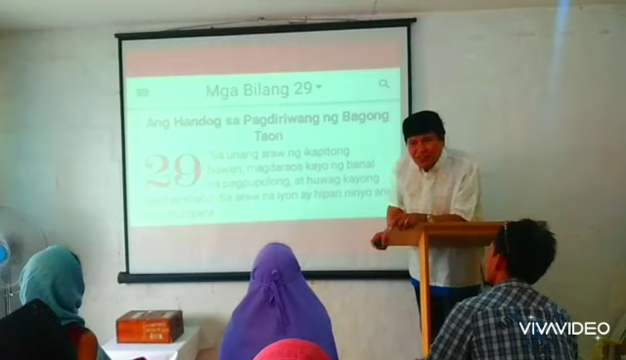 Mga Bilang 29
Ang Handog sa Pagdiriwang ng Bagong
Taon
29 Sa unang araw ng ikapitong
buwan, magdaraos kayo ng banal
na pagpupulong, at huwag kayong
Sa araw na iyon ay hipan ninyo ang
VIVAVIDEO